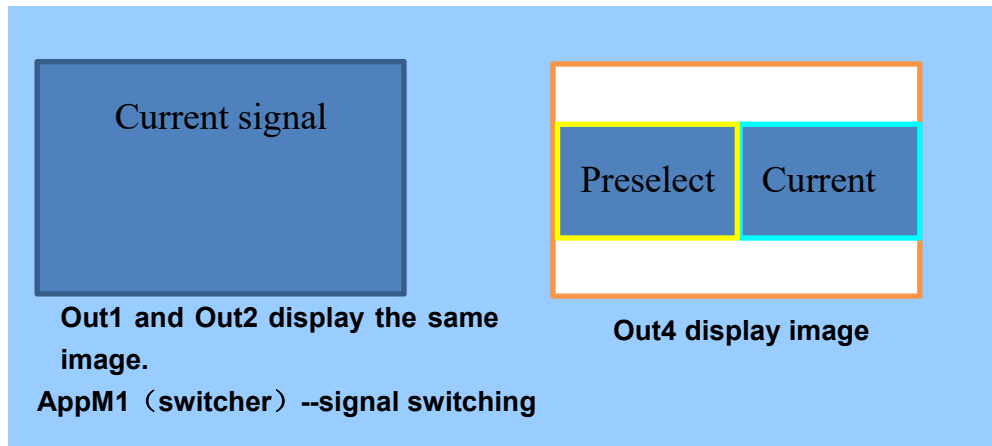 Current signal
Preselect Current
Out1 and Out2 display the same
image.
Out4 display image
AppM1（switcher）--signal switching